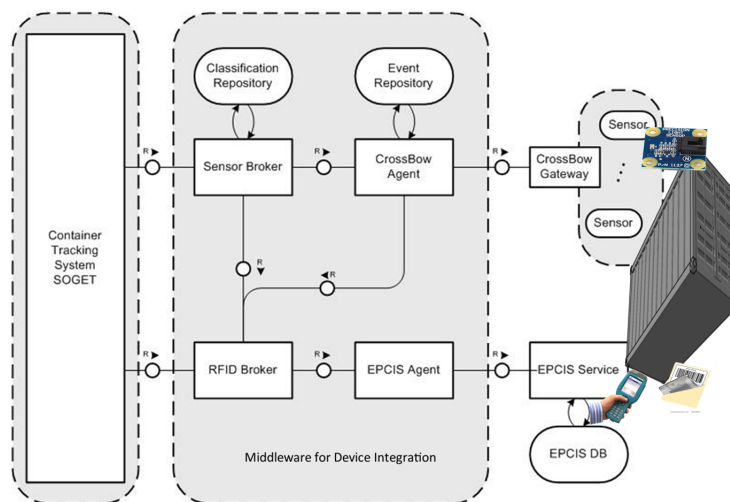 Classification
Repository
Event
Repository
R
Sensor Broker
R
CrossBow
Agent
R
CrossBow
Gateway
Sensor
Sensor
R
R
Container
Tracking
System
SOGET
R
RFID Broker
R
EPCIS Agent
R
EPCIS Service
EPCIS DB
Middleware for Device Integration